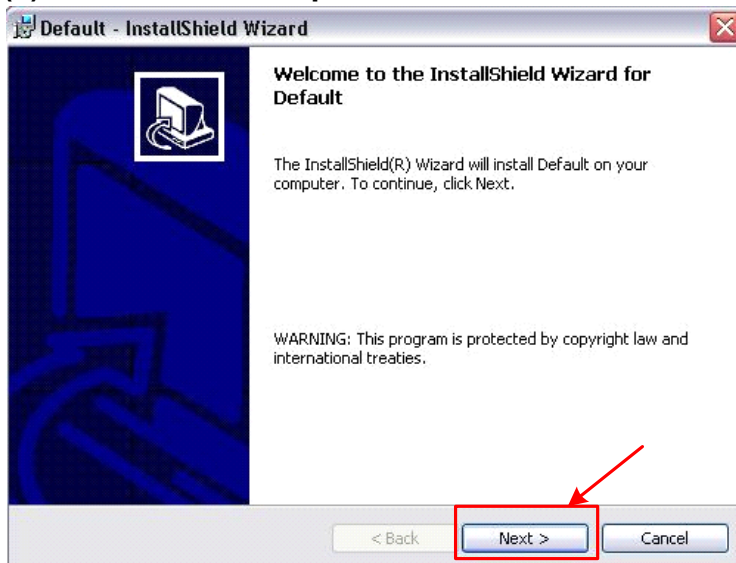 Default - InstallShield Wizard
Welcome to the InstallShield Wizard for
Default
The InstallShield(R) Wizard will install Default on your
computer. To continue, click Next.
WARNING: This program is protected by copyright law and
international treaties.
< Back
Next >
Cancel